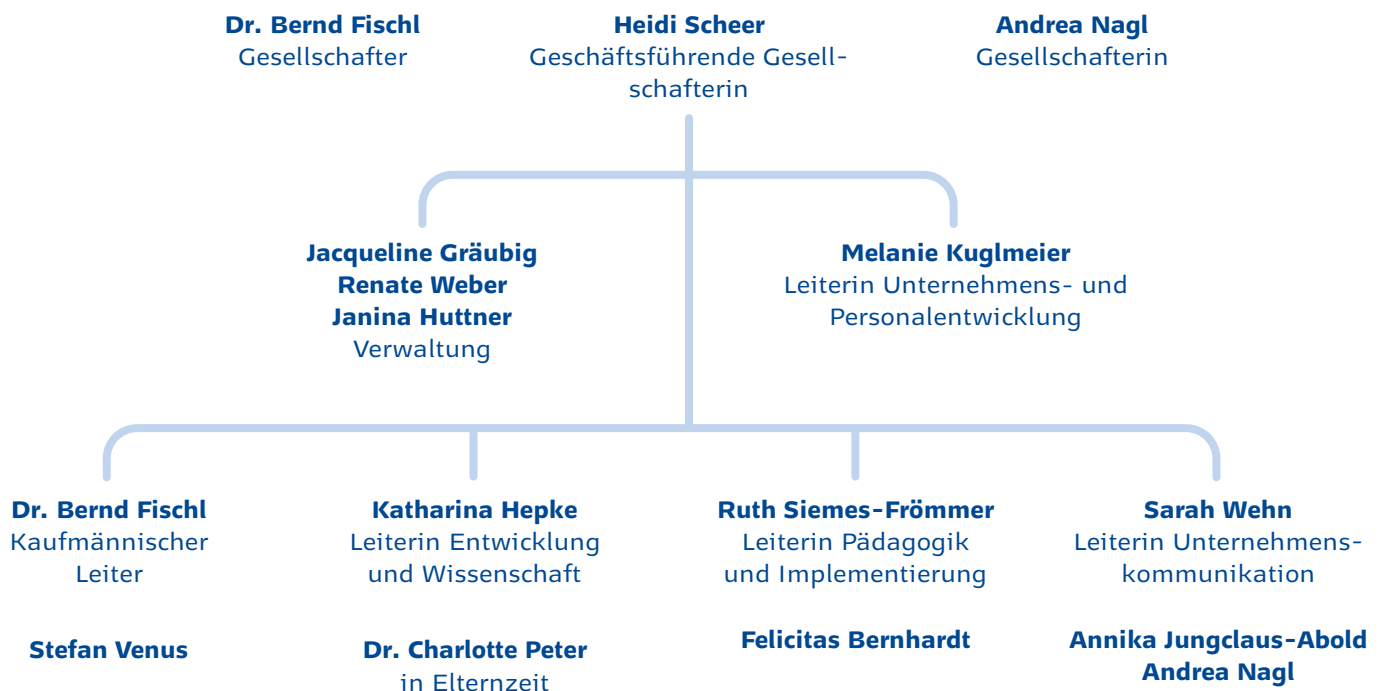 Dr. Bernd Fischl
Gesellschafter
Heidi Scheer
Geschäftsführende Gesell-
schafterin
Andrea Nagl
Gesellschafterin
Jacqueline Gräubig
Renate Weber
Janina Huttner
Verwaltung
Melanie Kuglmeier
Leiterin Unternehmens- und
Personalentwicklung
Dr. Bernd Fischl
Kaufmännischer
Leiter
Stefan Venus
Katharina Hepke
Leiterin Entwicklung
und Wissenschaft
Dr. Charlotte Peter
in Elternzeit
Ruth Siemes-Frömmer
Leiterin Pädagogik
und Implementierung
Felicitas Bernhardt
Sarah Wehn
Leiterin Unternehmens-
kommunikation
Annika Jungclaus-Abold
Andrea Nagl